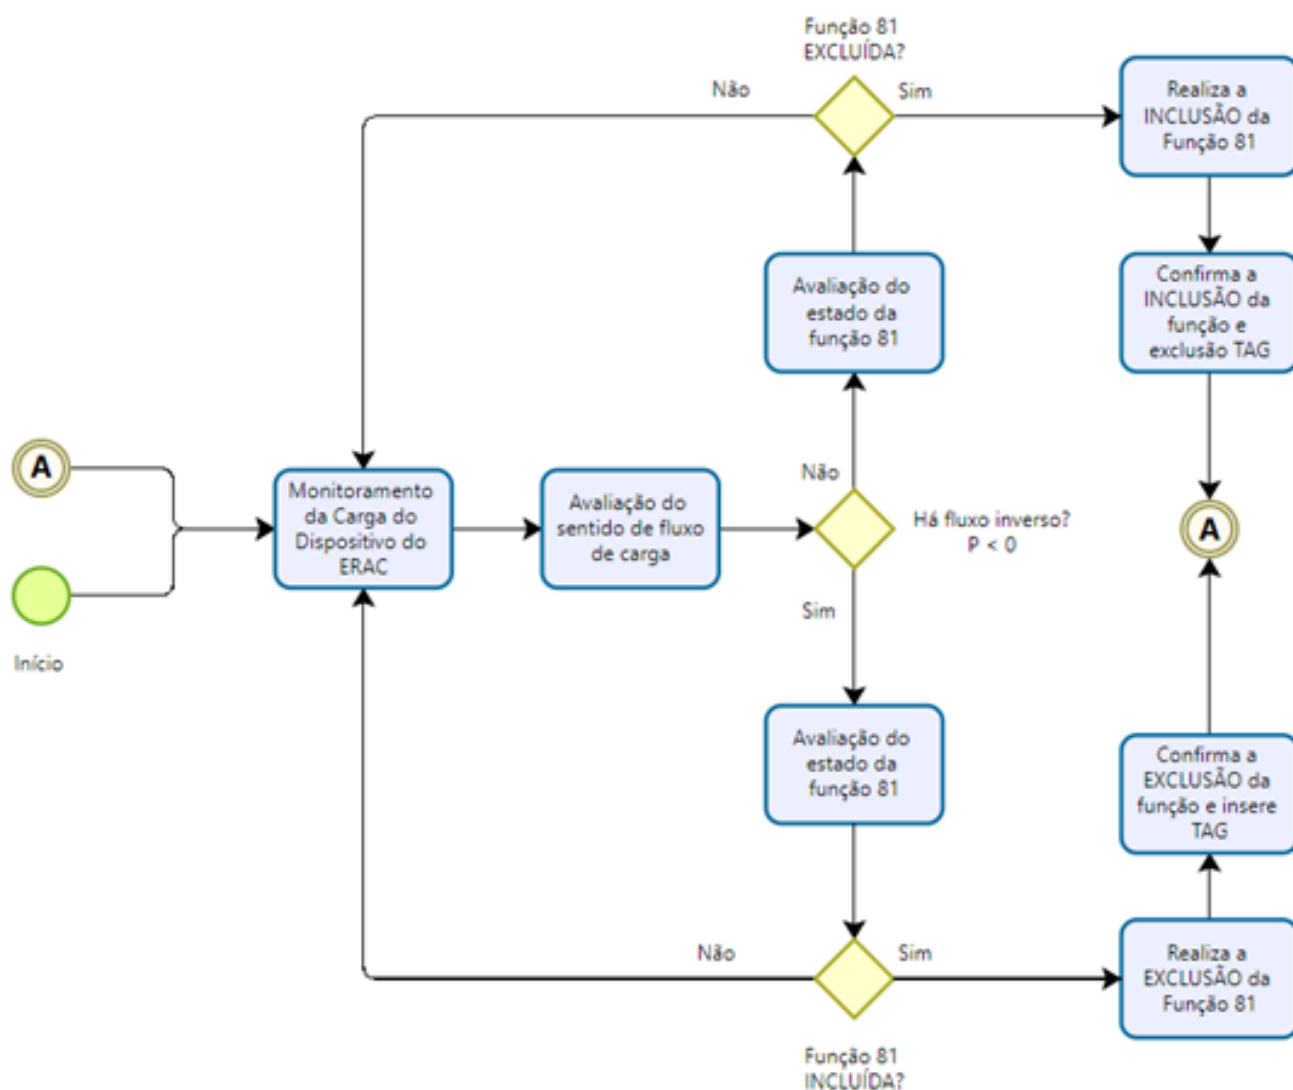 Função 81
EXCLUÍDA?
Não
Sim
Realiza a
INCLUSÃO da
Função 81
Avaliação do
estado da
função 81
Confirma a
INCLUSÃO da
função e
exclusão TAG
A
Início
Monitoramento
da Carga do
Dispositivo do
ERAC
Avaliação do
sentido de fluxo
de carga
Não
Há fluxo inverso?
P < 0
Sim
A
Avaliação do
estado da
função 81
Confirma a
EXCLUSÃO da
função e insere
TAG
Não
Sim
Realiza a
EXCLUSÃO da
Função 81
Função 81
INCLUÍDA?